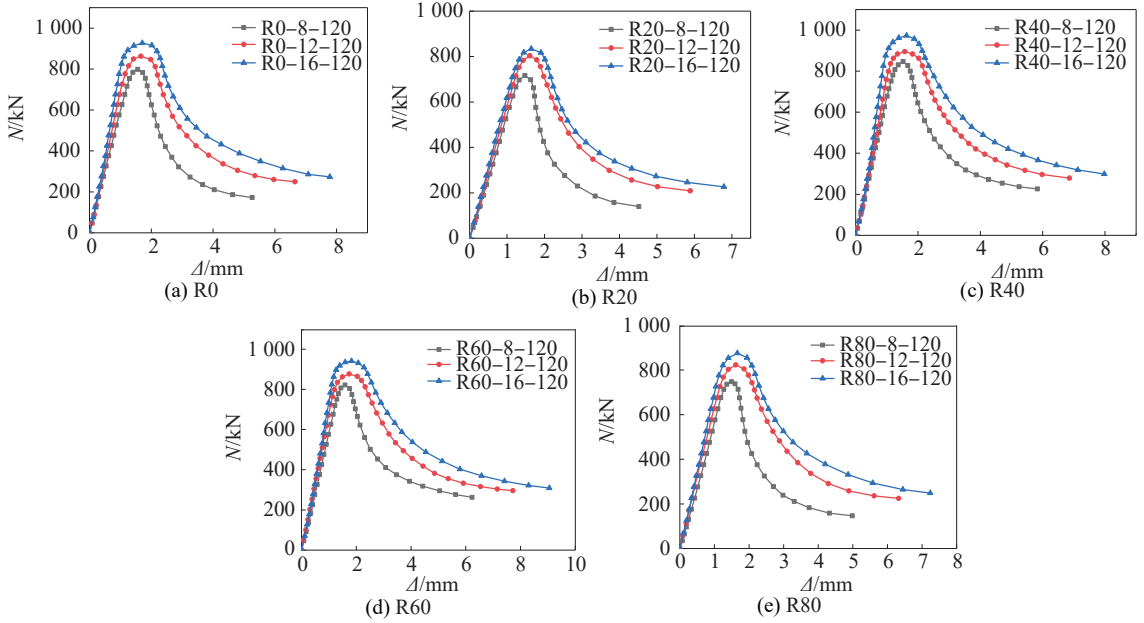 1 000
800
600
400
200
0
N/kN
R0-8-120
R0-12-120
R0-16-120
0 2 4 6 8
Δ/mm
(a) R0
1 000
800
600
400
200
0
N/kN
R20-8-120
R20-12-120
R20-16-120
0 1 2 3 4 5 6 7 8
Δ/mm
(b) R20
1 000
800
600
400
200
0
N/kN
R40-8-120
R40-12-120
R40-16-120
0 2 4 6 8
Δ/mm
(c) R40
1 000
800
600
400
200
0
N/kN
R60-8-120
R60-12-120
R60-16-120
0 2 4 6 8 10
Δ/mm
(d) R60
1 000
800
600
400
200
0
N/kN
R80-8-120
R80-12-120
R80-16-120
0 1 2 3 4 5 6 7 8
Δ/mm
(e) R80